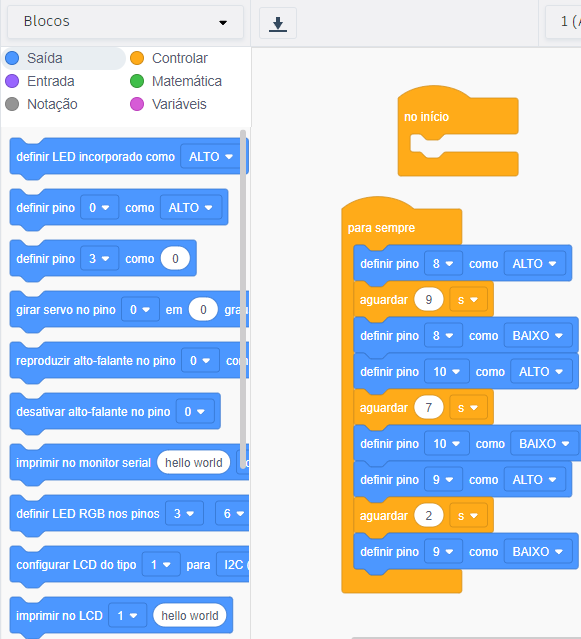 Blocos
1 (A
Saída
Controlar
Entrada
Matemática
Notação
Variáveis
definir LED incorporado como ALTO
definir pino 0 como ALTO
definir pino 3 como 0
girar servo no pino 0 em 0 grau
reproduzir alto-falante no pino 0 com
desativar alto-falante no pino 0
imprimir no monitor serial hello world
definir LED RGB nos pinos 3 6
configurar LCD do tipo 1 para I2C
imprimir no LCD 1 hello world
no início
para sempre
definir pino 8 como ALTO
aguardar 9 s
definir pino 8 como BAIXO
definir pino 10 como ALTO
aguardar 7 s
definir pino 10 como BAIXO
definir pino 9 como ALTO
aguardar 2 s
definir pino 9 como BAIXO